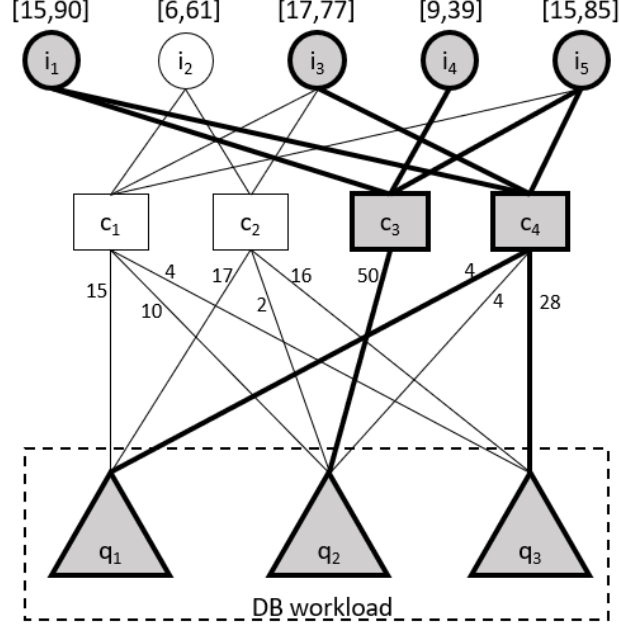 [15,90] [6,61] [17,77] [9,39] [15,85]
i1 i2 i3 i4 i5
c1 c2 c3 c4
4 17 16 50 4
15 10 2 4 28
q1 q2 q3
DB workload